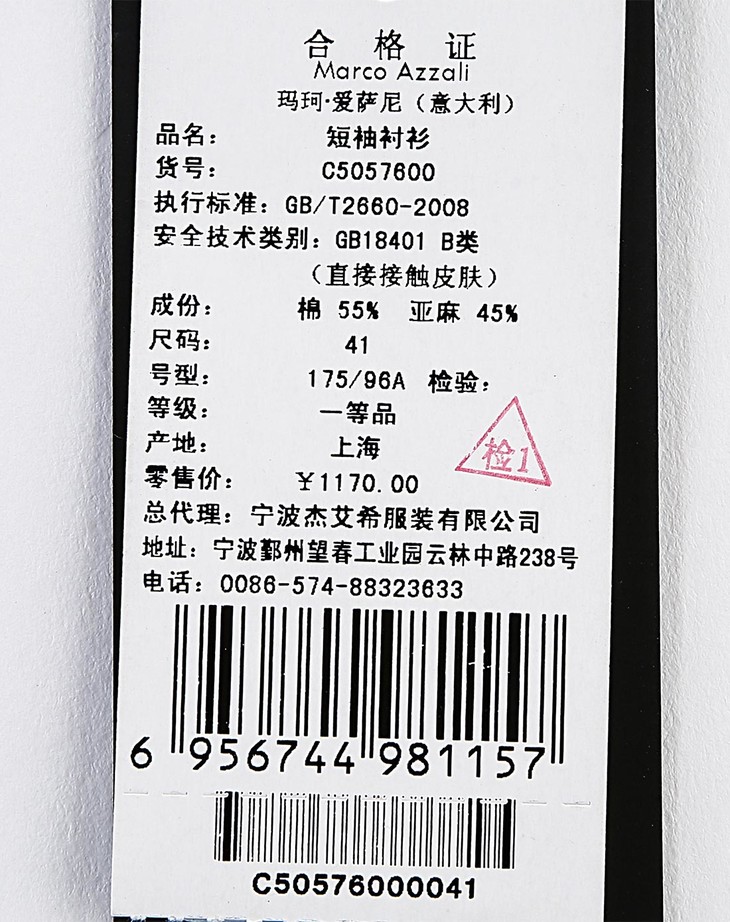 合格证
Marco Azzali
玛珂·爱萨尼（意大利）
品名： 短袖衬衫
货号： C5057600
执行标准：GB/T2660-2008
安全技术类别：GB18401 B类
（直接接触皮肤）
成份： 棉 55% 亚麻 45%
尺码： 41
号型： 175/96A 检验：
等级： 一等品
检1
产地： 上海
零售价： ￥1170.00
总代理：宁波杰艾希服装有限公司
地址：宁波鄞州望春工业园云林中路238号
电话：0086-574-88323633
6 956744 981157
C50576000041